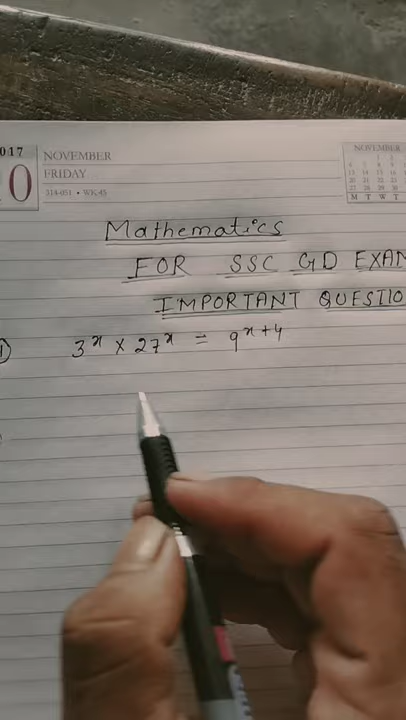 2017
NOVEMBER
FRIDAY
314-051 • WK-45
NOVEMBER
M T W T F
Mathematics
FOR SSC GD EXAM
IMPORTANT QUESTIO
1) 3^x × 27^x = 9^x+4